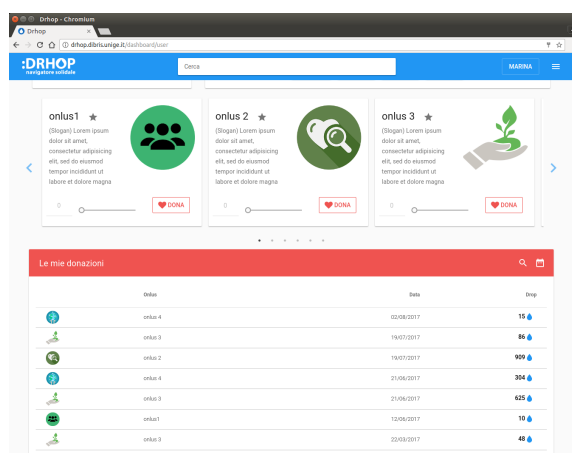 Drhop - Chromium
Drhop
drhop.dibris.unige.it/dashboard/user
:DRHOP
navigatore solidale
Cerca
MARINA
onlus1
(Slogan) Lorem ipsum
dolor sit amet,
consectetur adipisicing
elit, sed do eiusmod
tempor incididunt ut
labore et dolore magna
0
DONA
onlus 2
(Slogan) Lorem ipsum
dolor sit amet,
consectetur adipisicing
elit, sed do eiusmod
tempor incididunt ut
labore et dolore magna
0
DONA
onlus 3
(Slogan) Lorem ipsum
dolor sit amet,
consectetur adipisicing
elit, sed do eiusmod
tempor incididunt ut
labore et dolore magna
0
DONA
Le mie donazioni
Onlus Data Drop
onlus 4 02/08/2017 15
onlus 3 19/07/2017 86
onlus 2 19/07/2017 909
onlus 4 21/06/2017 304
onlus 3 21/06/2017 625
onlus1 12/06/2017 10
onlus 3 22/03/2017 48